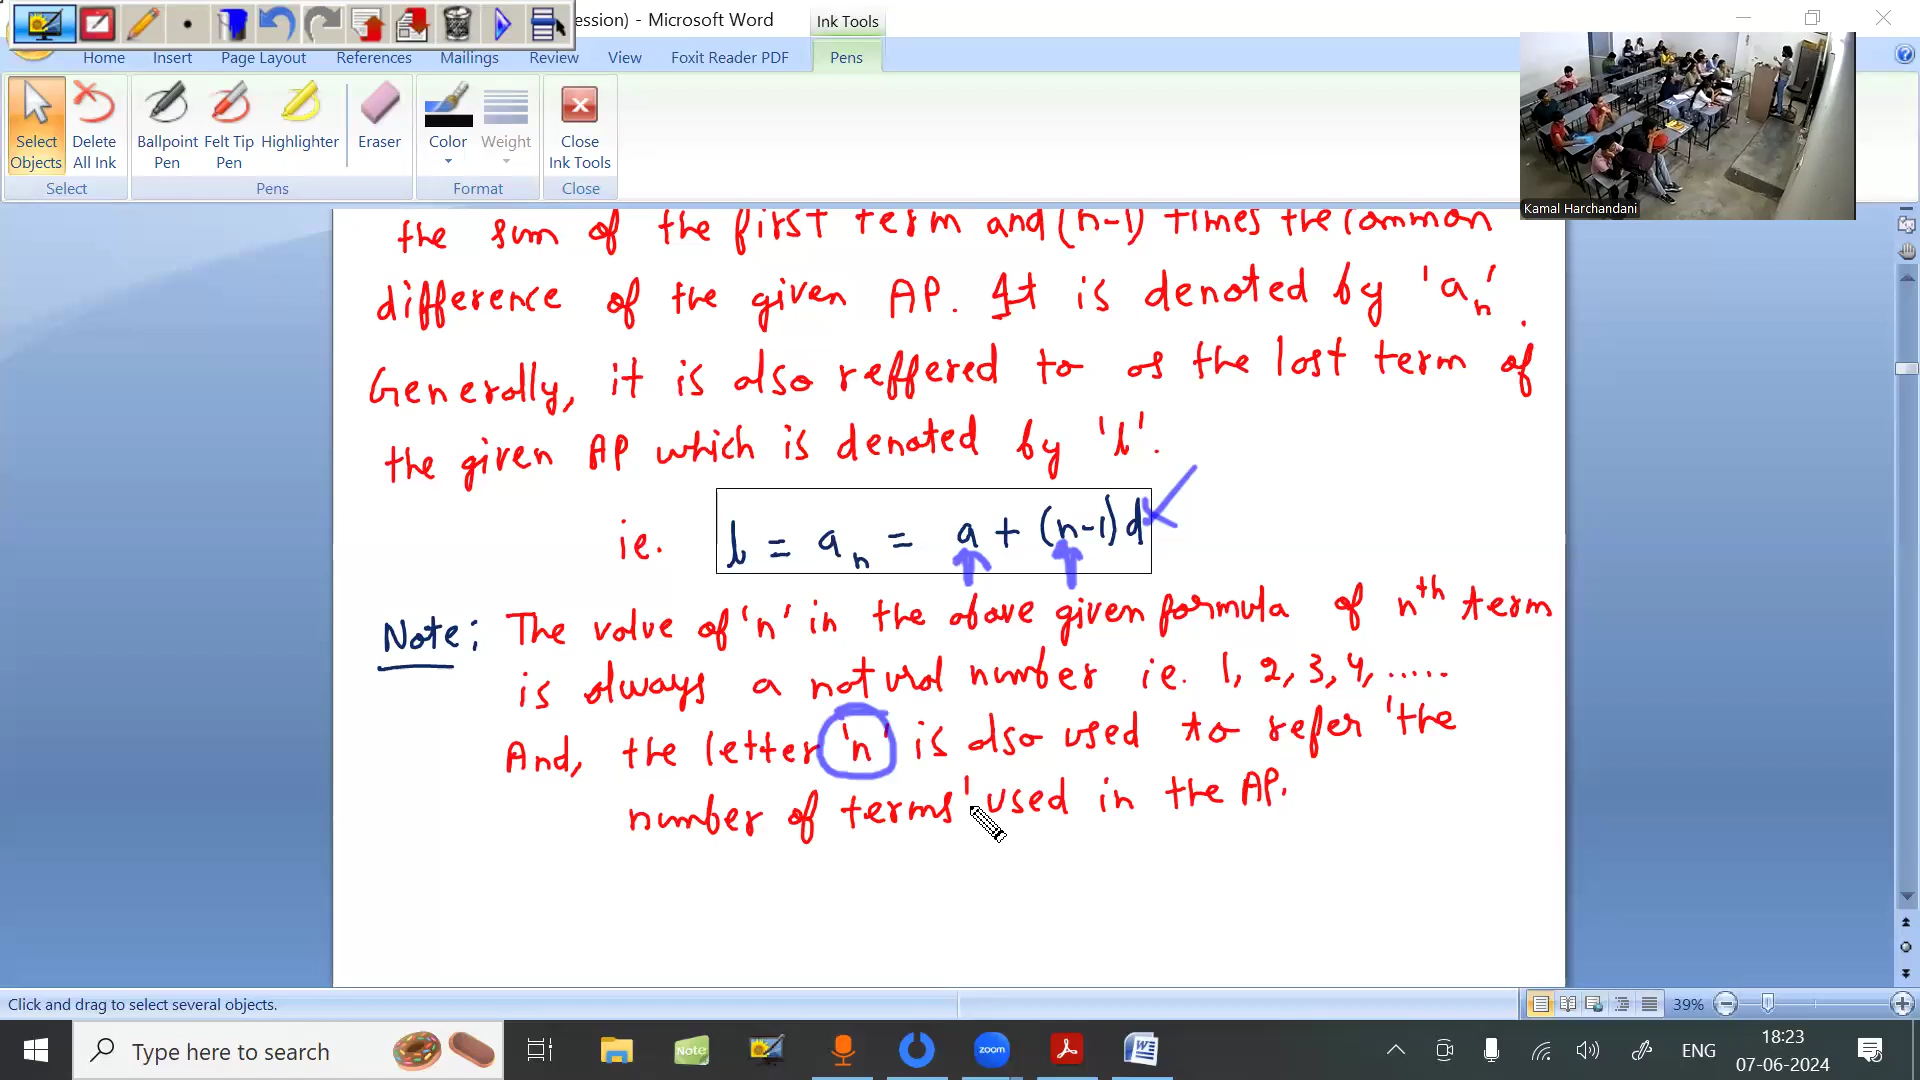 ession) - Microsoft Word
Ink Tools
Home Insert Page Layout References Mailings Review View Foxit Reader PDF Pens
Select Objects
Delete All Ink
Ballpoint Pen
Felt Tip Pen
Highlighter
Eraser
Color
Weight
Close Ink Tools
Select Pens Format Close
Kamal Harchandani
the sum of the first term and (n-1) times the common
difference of the given AP. It is denoted by 'aₙ'.
Generally, it is also reffered to as the last term of
the given AP which is denoted by 'l'.
ie. l = aₙ = a + (n-1)d
Note: The value of 'n' in the above given formula of nᵗʰ term
is always a natural number ie. 1, 2, 3, 4, .....
And, the letter 'n' is also used to refer 'the
number of terms' used in the AP.
Click and drag to select several objects.
39%
Type here to search
Note
zoom
ENG
18:23
07-06-2024